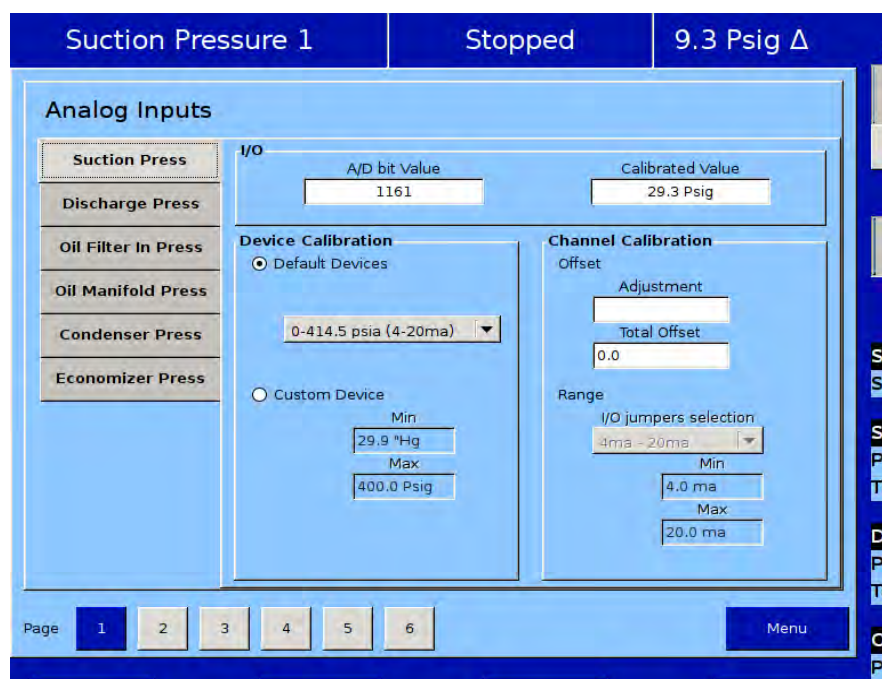 Suction Pressure 1
Stopped
9.3 Psig Δ
Analog Inputs
Suction Press
Discharge Press
Oil Filter In Press
Oil Manifold Press
Condenser Press
Economizer Press
I/O
A/D bit Value
Calibrated Value
1161
29.3 Psig
Device Calibration
Default Devices
0-414.5 psia (4-20ma)
Custom Device
Min
29.9 "Hg
Max
400.0 Psig
Channel Calibration
Offset
Adjustment
Total Offset
0.0
Range
I/O jumpers selection
4ma - 20ma
Min
4.0 ma
Max
20.0 ma
Page 1 2 3 4 5 6
Menu
S
S
S
P
T
D
P
T
O
P